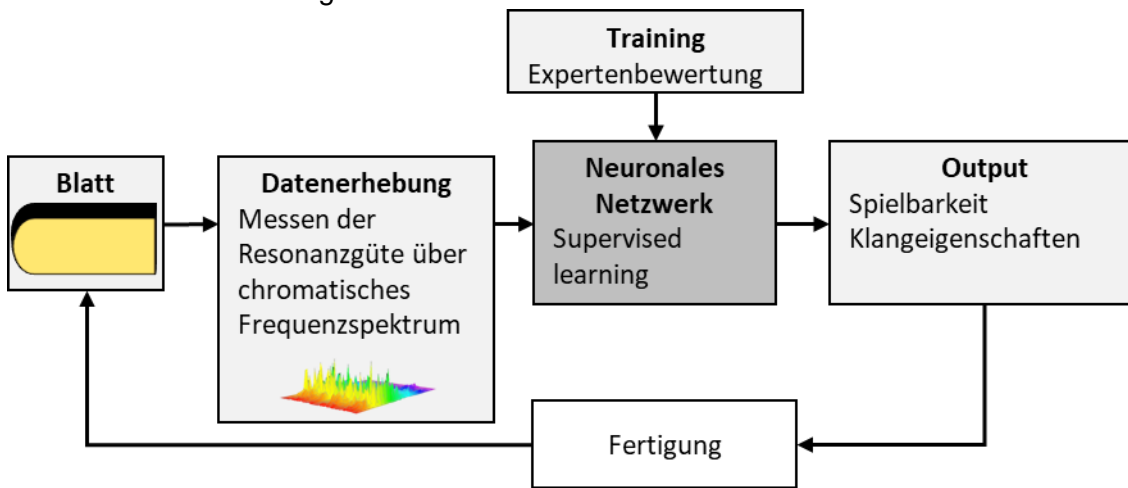 Training
Expertenbewertung
Blatt
Datenerhebung
Messen der
Resonanzgüte über
chromatisches
Frequenzspektrum
Neuronales
Netzwerk
Supervised
learning
Output
Spielbarkeit
Klangeigenschaften
Fertigung